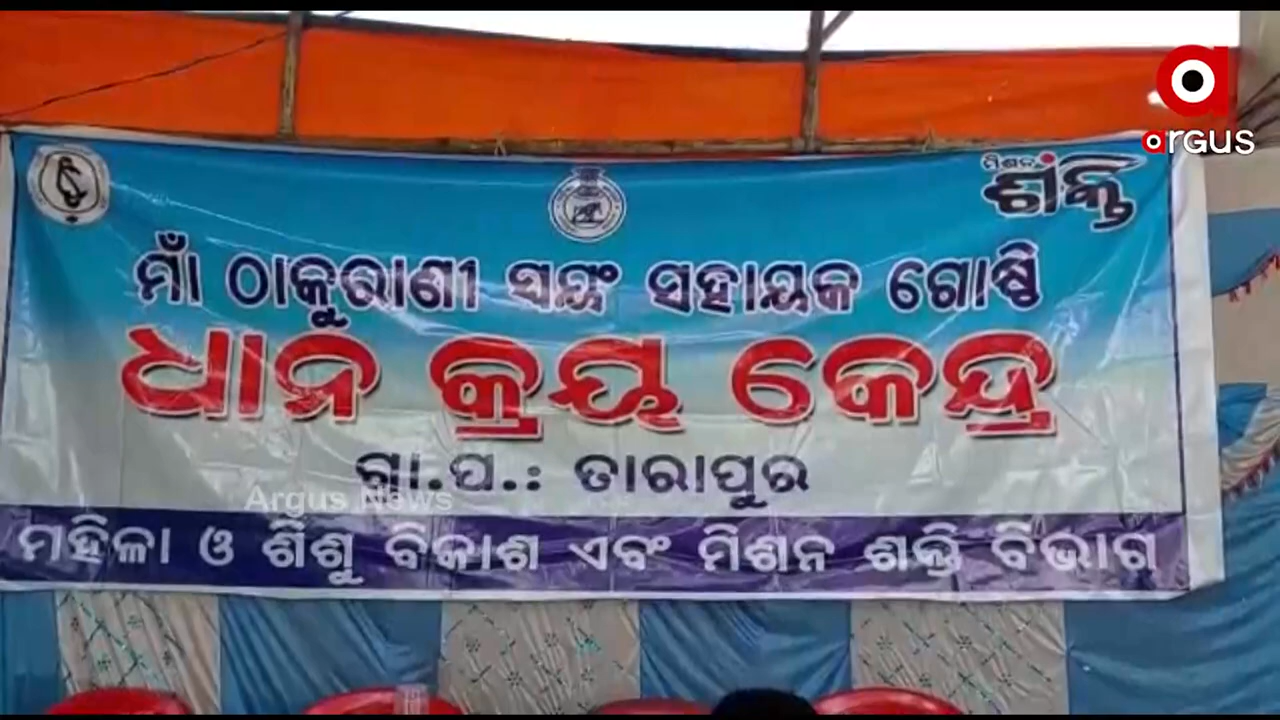 ମିଶନ
ଶକ୍ତି
ମାଁ ଠାକୁରାଣୀ ସ୍ୱୟଂ ସହାୟକ ଗୋଷ୍ଠି
ଧାନ କ୍ରୟ କେନ୍ଦ୍ର
ଗ୍ରା.ପ.: ତାରାପୁର
ମହିଳା ଓ ଶିଶୁ ବିକାଶ ଏବଂ ମିଶନ ଶକ୍ତି ବିଭାଗ
argus
Argus News